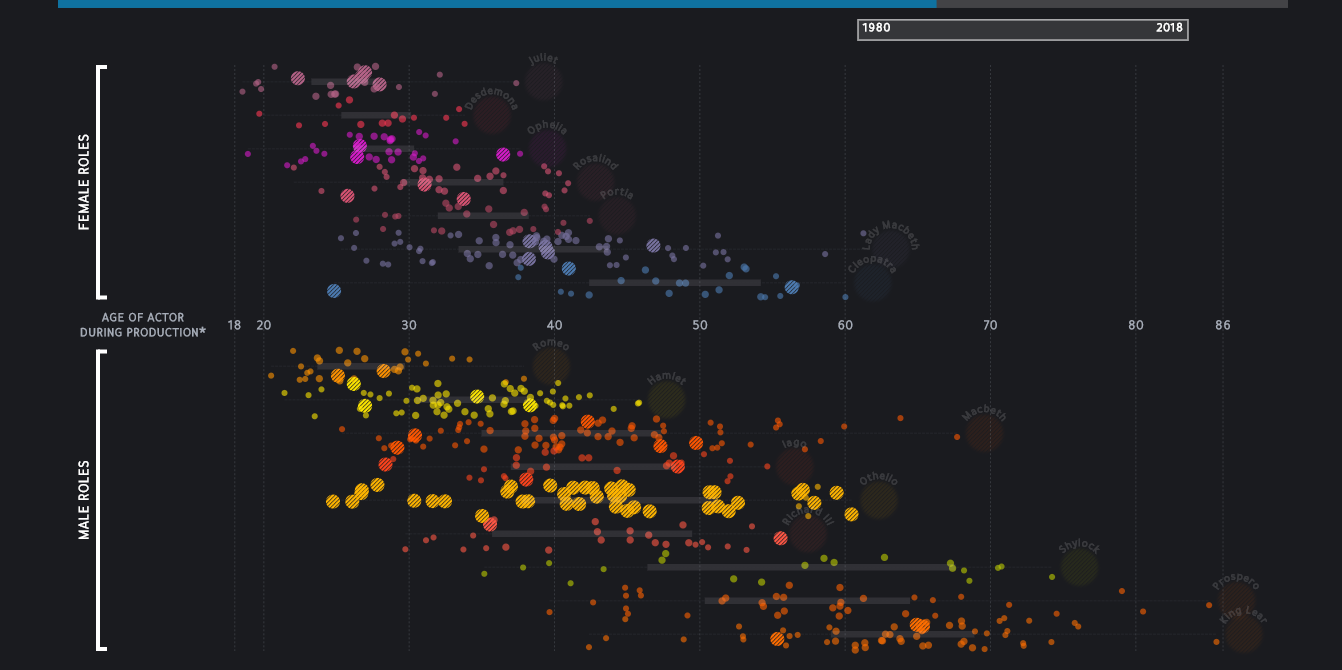 1980 2018
Juliet
Desdemona
Ophelia
Rosalind
Portia
Lady Macbeth
Cleopatra
FEMALE ROLES
AGE OF ACTOR
DURING PRODUCTION*
18 20 30 40 50 60 70 80 86
Romeo
Hamlet
Macbeth
Iago
Othello
Richard III
Shylock
Prospero
King Lear
MALE ROLES